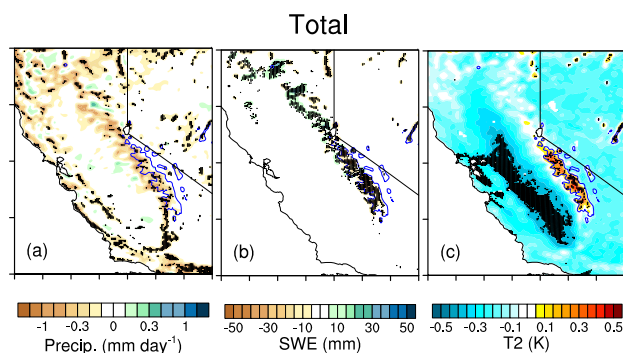 Total
(a) (b) (c)
-1 -0.3 0 0.3 1
-50 -30 -10 10 30 50
-0.5 -0.3 -0.1 0.1 0.3 0.5
Precip. (mm day⁻¹) SWE (mm) T2 (K)